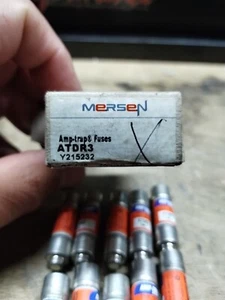 MERSEN
Amp-trap® Fuses
ATDR3
Y215232